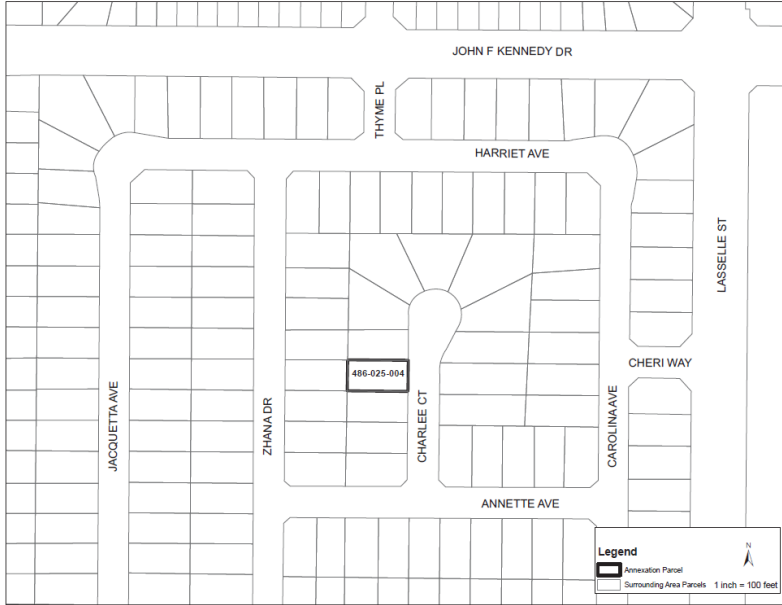 JOHN F KENNEDY DR
THYME PL
HARRIET AVE
LASSELLE ST
CHERI WAY
486-025-004
JACQUETTA AVE
ZHANA DR
CHARLEE CT
CAROLINA AVE
ANNETTE AVE
Legend
N
Annexation Parcel
Surrounding Area Parcels 1 inch = 100 feet